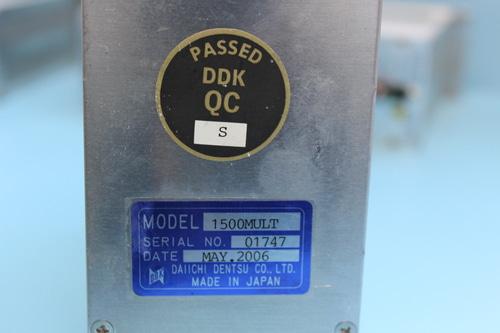 PASSED
DDK
QC
S
MODEL 1500MULT
SERIAL NO. 01747
DATE MAY.2006
DAIICHI DENTSU CO., LTD.
MADE IN JAPAN